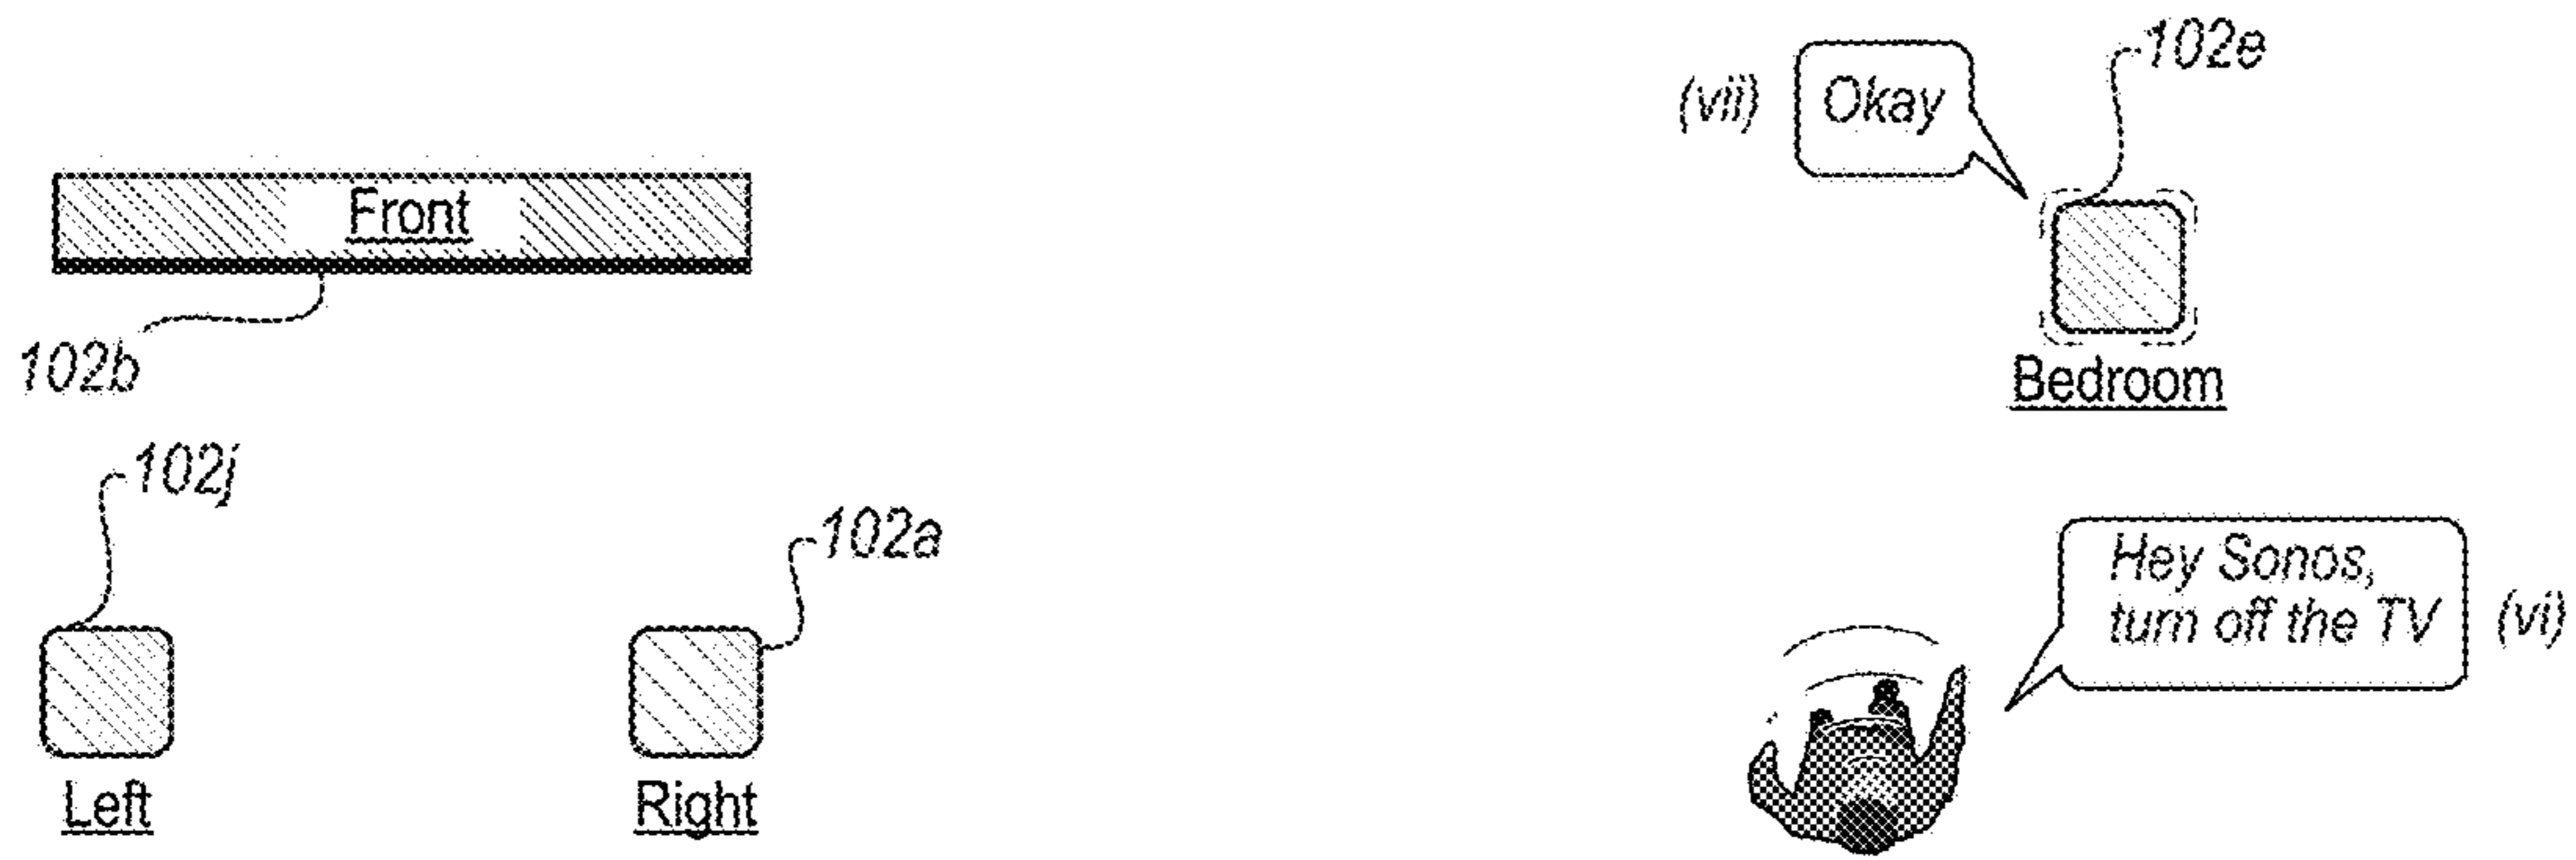 102e
(vii) Okay
Front
102b
Bedroom
102j
102a
Hey Sonos,
turn off the TV (vi)
Left
Right